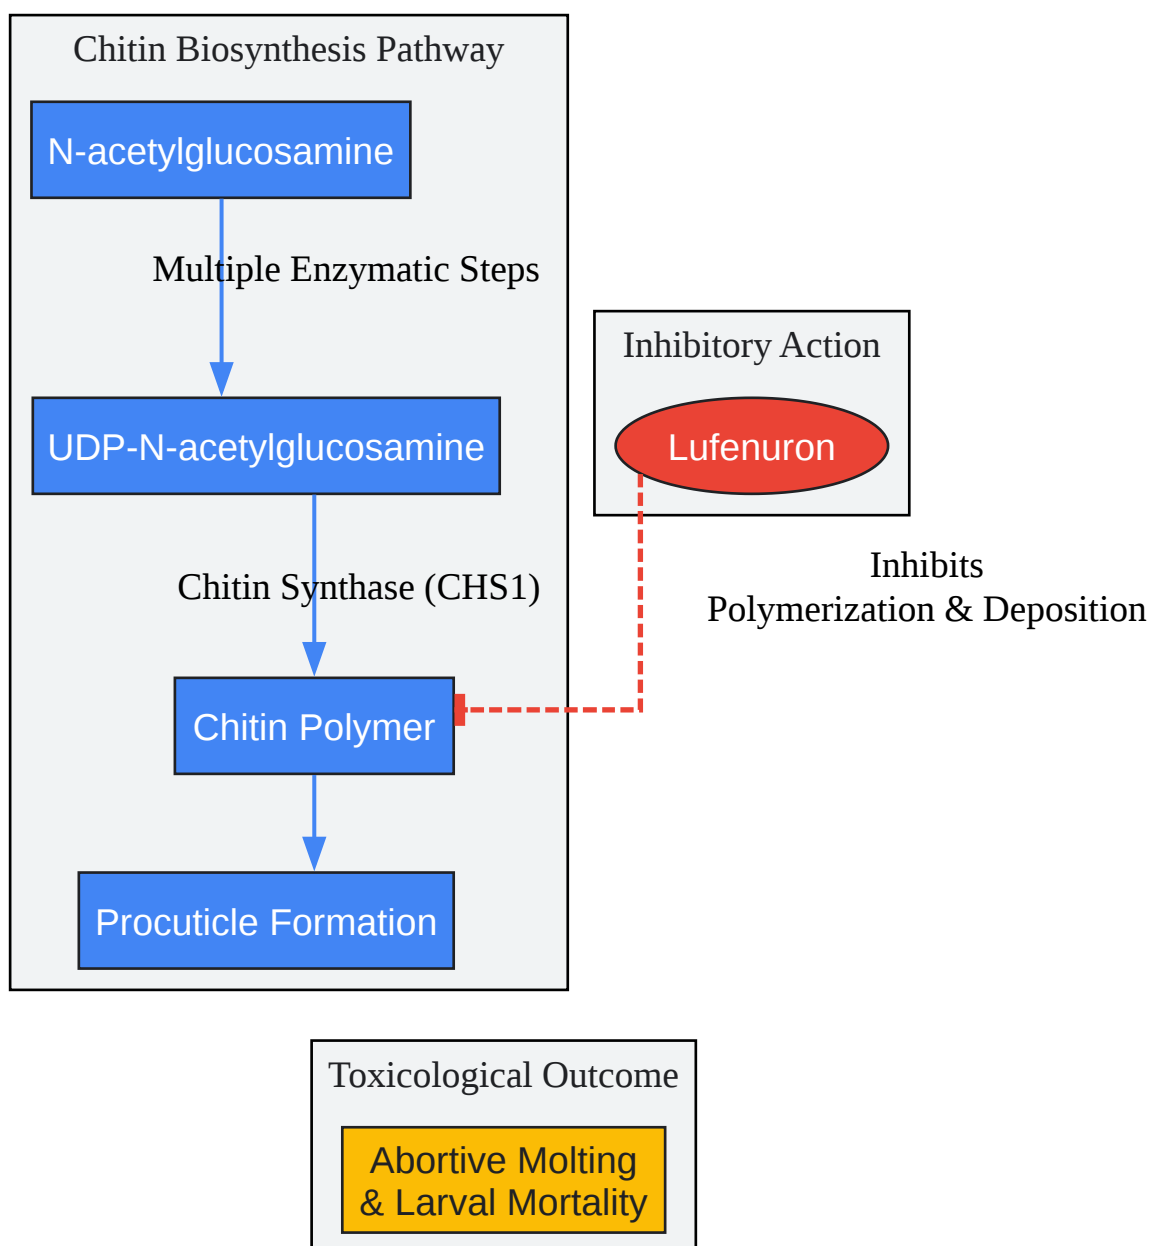 Chitin Biosynthesis Pathway
N-acetylglucosamine
Multiple Enzymatic Steps
UDP-N-acetylglucosamine
Chitin Synthase (CHS1)
Chitin Polymer
Procuticle Formation
Inhibitory Action
Lufenuron
Inhibits
Polymerization & Deposition
Toxicological Outcome
Abortive Molting
& Larval Mortality